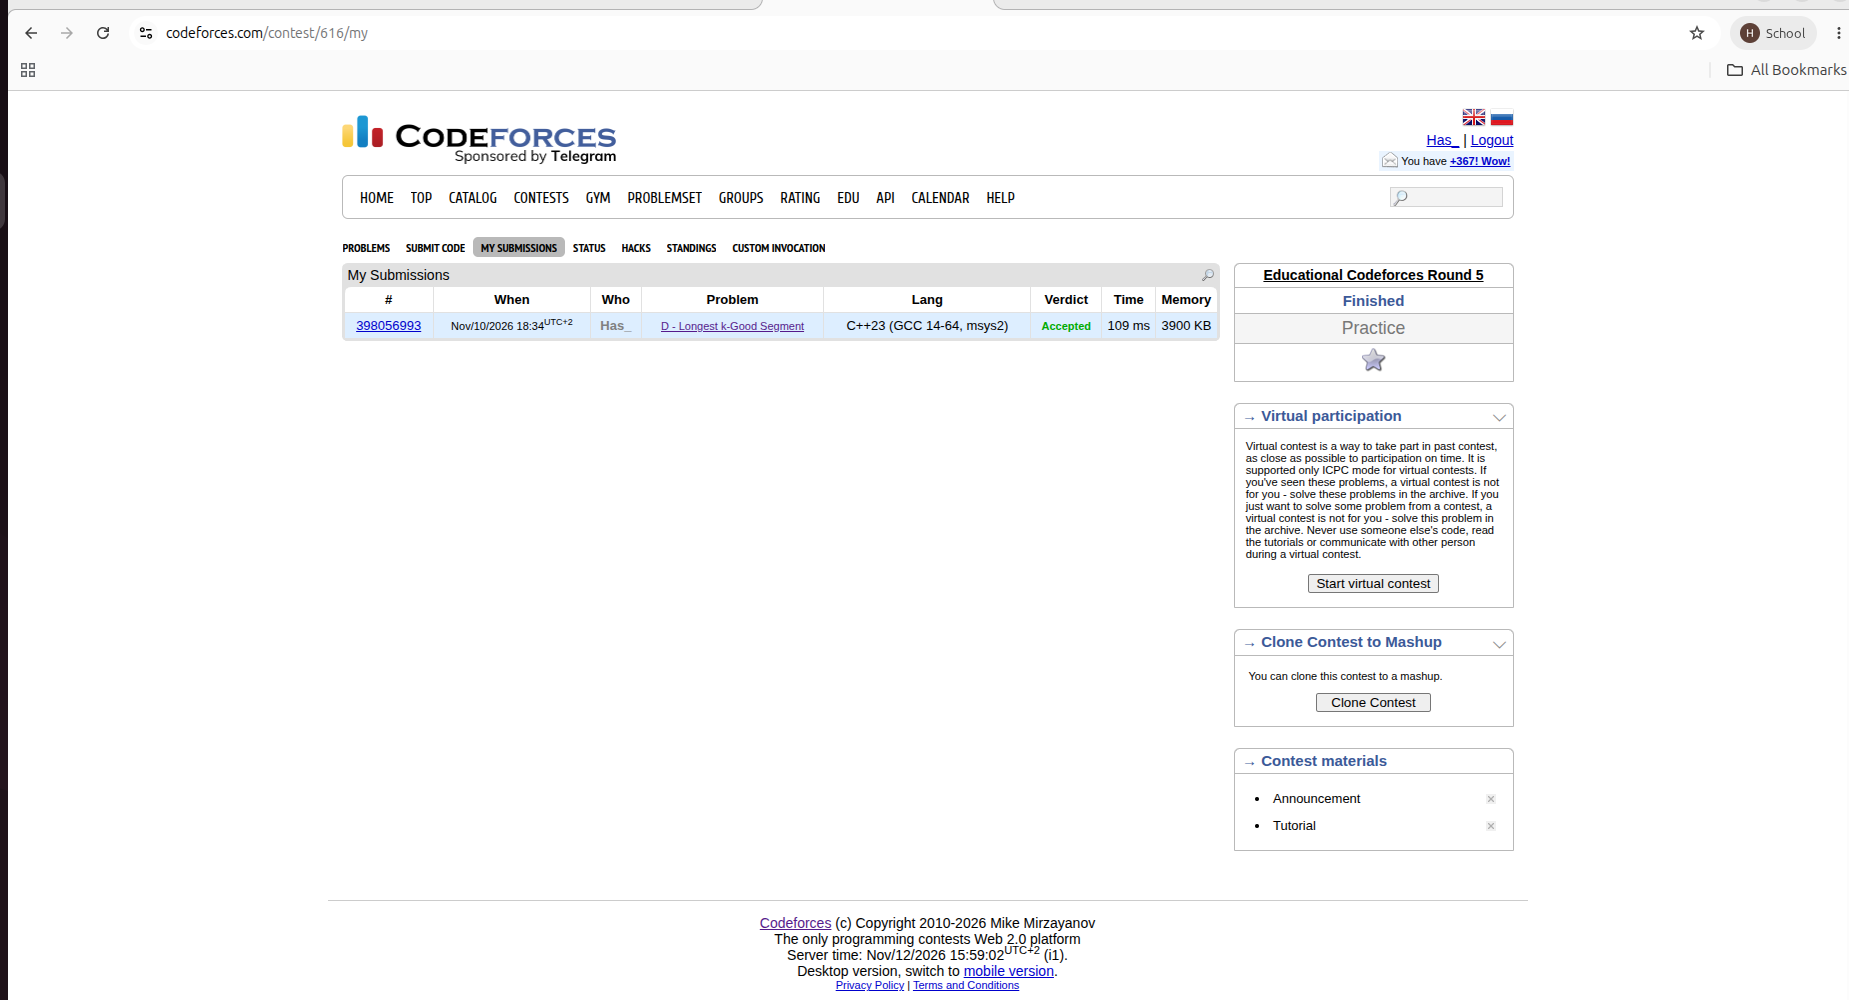 codeforces.com/contest/616/my
H School
All Bookmarks
CODEFORCES
Sponsored by Telegram
Has_ | Logout
You have +367! Wow!
HOME TOP CATALOG CONTESTS GYM PROBLEMSET GROUPS RATING EDU API CALENDAR HELP
PROBLEMS SUBMIT CODE MY SUBMISSIONS STATUS HACKS STANDINGS CUSTOM INVOCATION
My Submissions
# When Who Problem Lang Verdict Time Memory
398056993 Nov/10/2026 18:34UTC+2 Has_ D - Longest k-Good Segment C++23 (GCC 14-64, msys2) Accepted 109 ms 3900 KB
Educational Codeforces Round 5
Finished
Practice
→ Virtual participation
Virtual contest is a way to take part in past contest,
as close as possible to participation on time. It is
supported only ICPC mode for virtual contests. If
you've seen these problems, a virtual contest is not
for you - solve these problems in the archive. If you
just want to solve some problem from a contest, a
virtual contest is not for you - solve this problem in
the archive. Never use someone else's code, read
the tutorials or communicate with other person
during a virtual contest.
Start virtual contest
→ Clone Contest to Mashup
You can clone this contest to a mashup.
Clone Contest
→ Contest materials
Announcement
Tutorial
Codeforces (c) Copyright 2010-2026 Mike Mirzayanov
The only programming contests Web 2.0 platform
Server time: Nov/12/2026 15:59:02UTC+2 (i1).
Desktop version, switch to mobile version.
Privacy Policy | Terms and Conditions